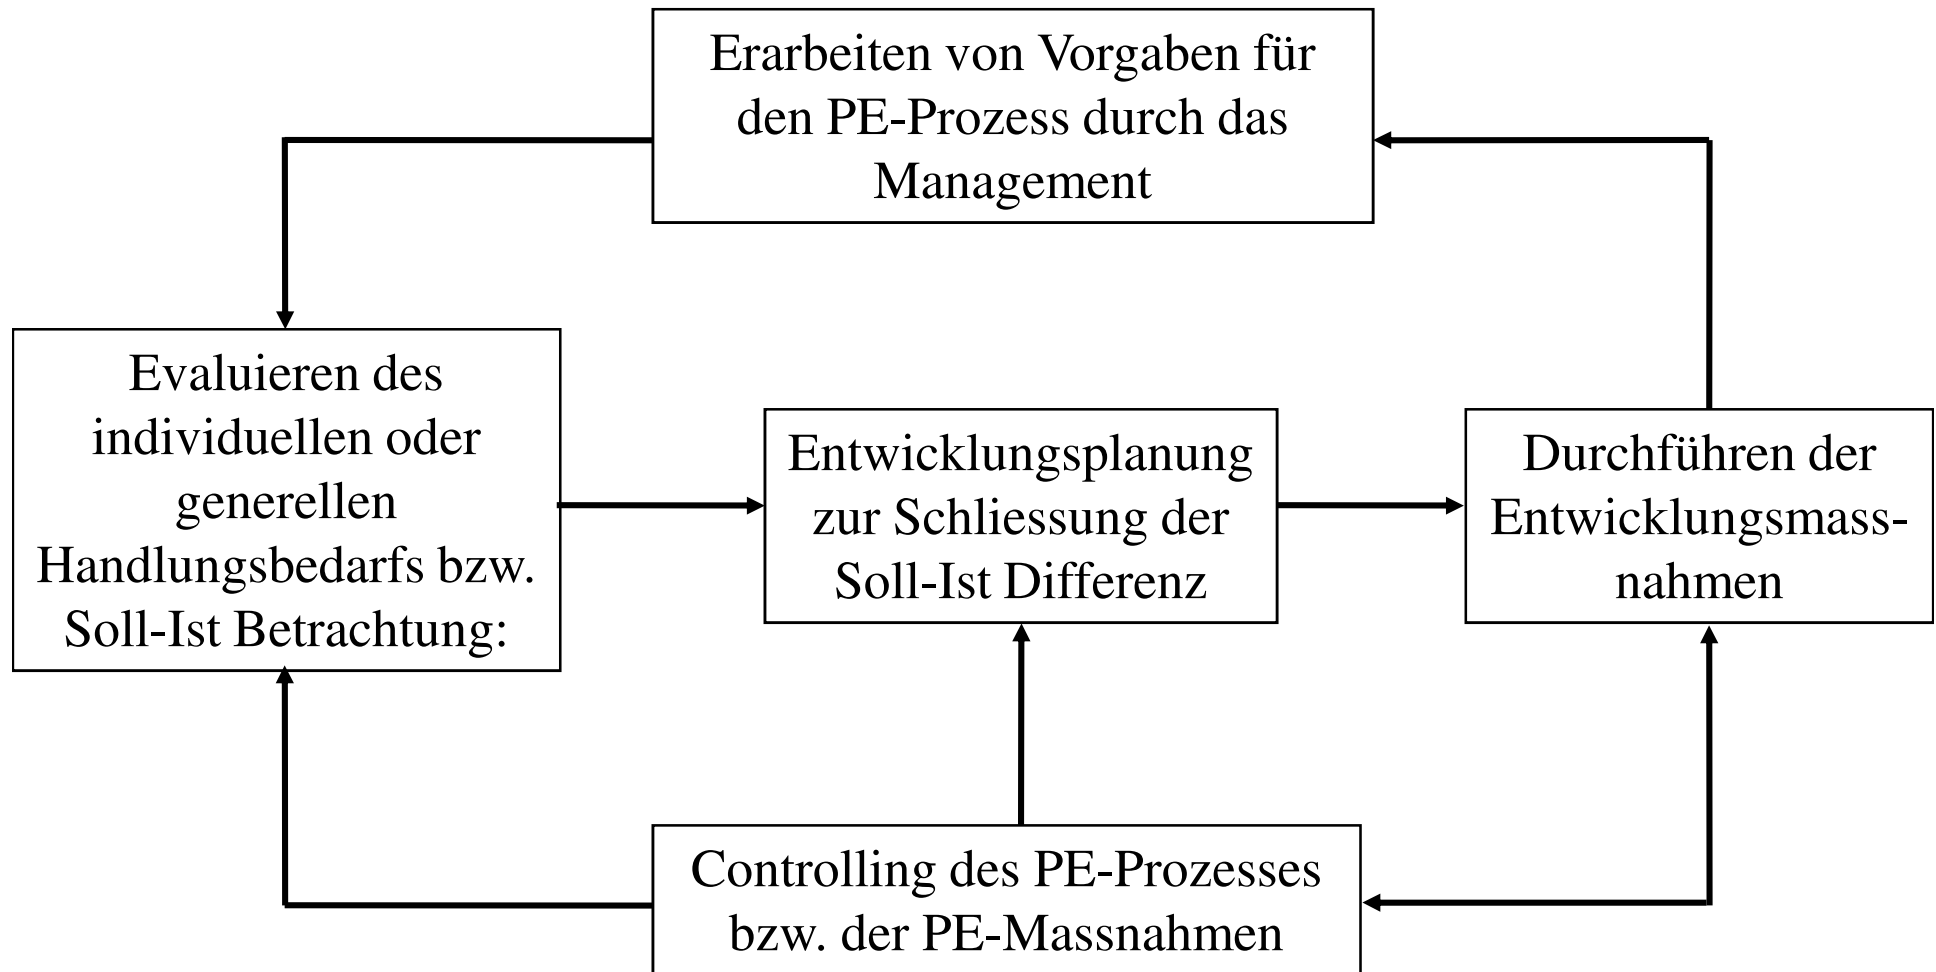 Erarbeiten von Vorgaben für
den PE-Prozess durch das
Management
Evaluieren des
individuellen oder
generellen
Handlungsbedarfs bzw.
Soll-Ist Betrachtung:
Entwicklungsplanung
zur Schliessung der
Soll-Ist Differenz
Durchführen der
Entwicklungsmass-
nahmen
Controlling des PE-Prozesses
bzw. der PE-Massnahmen